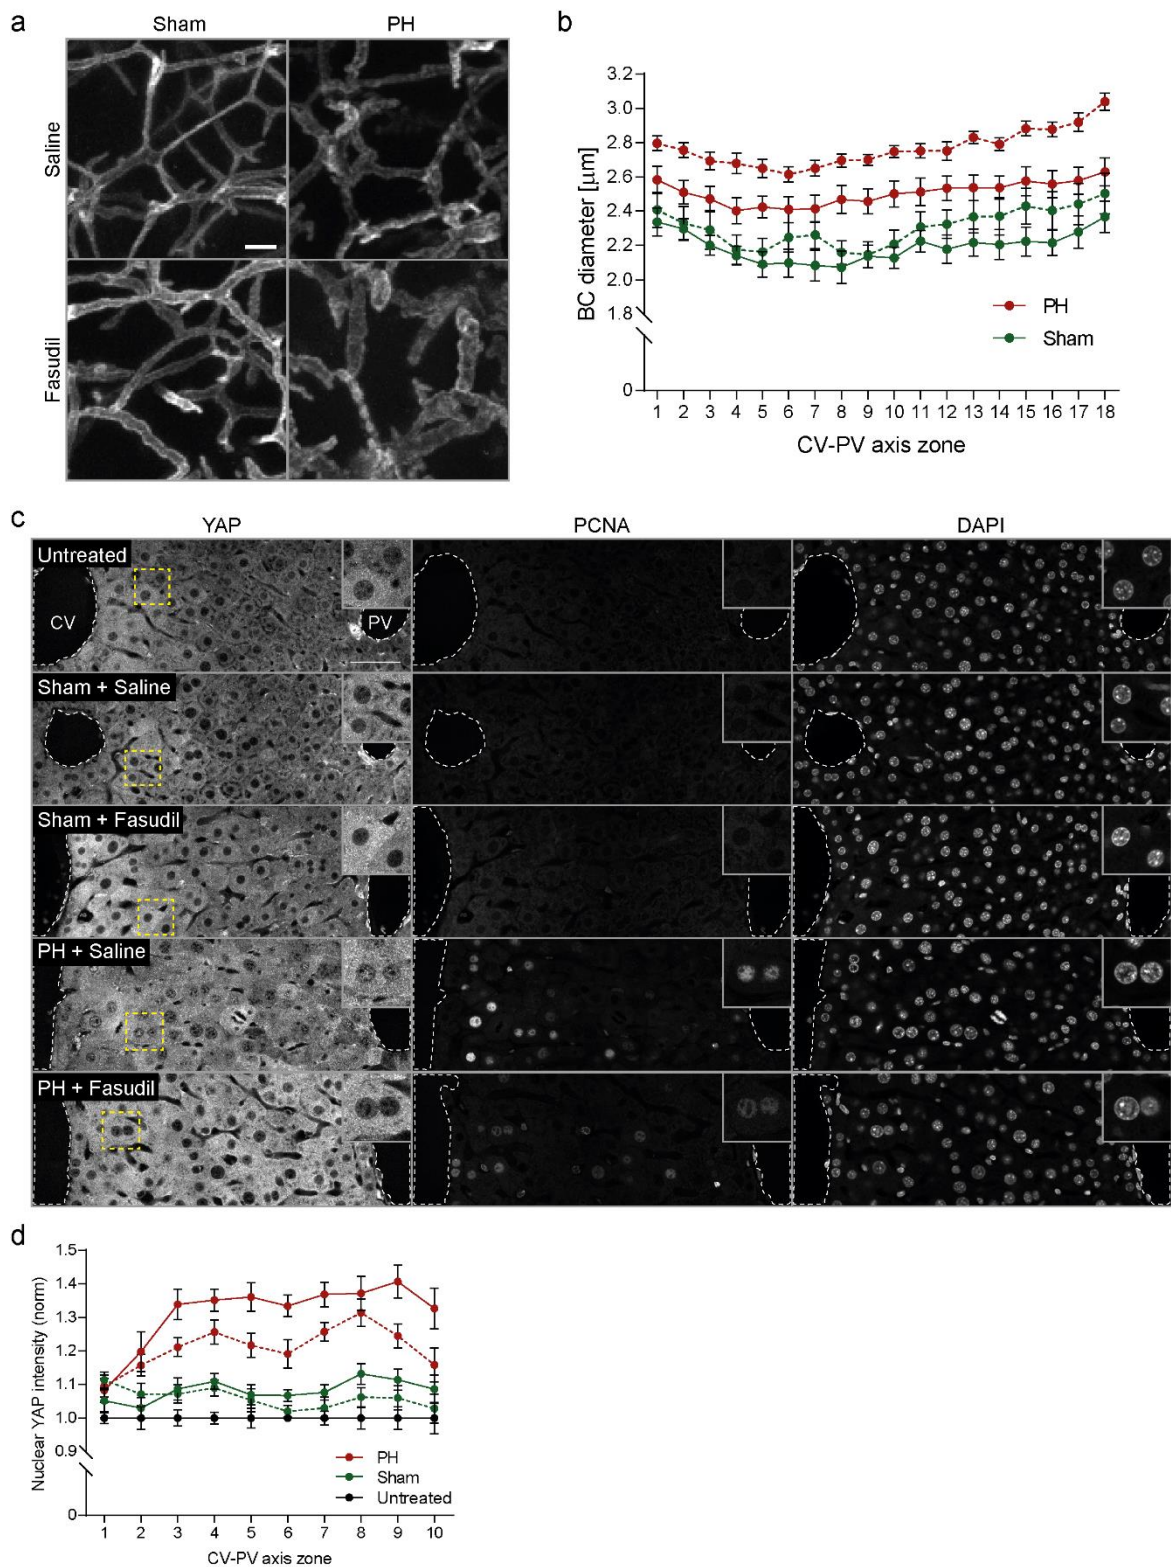 a
Sham
PH
Saline
Fasudil
b
3.2
3.0
2.8
2.6
2.4
2.2
2.0
1.8
0
BC diameter [µm]
PH
Sham
1 2 3 4 5 6 7 8 9 10 11 12 13 14 15 16 17 18
CV-PV axis zone
c
YAP
PCNA
DAPI
Untreated
CV
PV
Sham + Saline
Sham + Fasudil
PH + Saline
PH + Fasudil
d
1.5
1.4
1.3
1.2
1.1
1.0
0.9
0
Nuclear YAP intensity (norm)
PH
Sham
Untreated
1 2 3 4 5 6 7 8 9 10
CV-PV axis zone